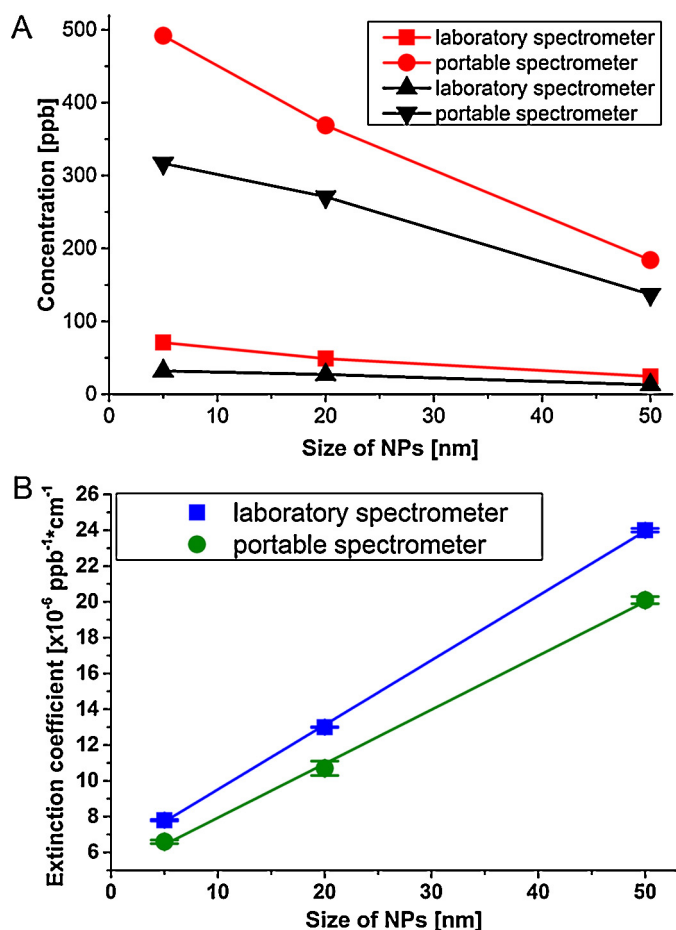 A
500
400
300
200
100
0
Concentration [ppb]
laboratory spectrometer
portable spectrometer
laboratory spectrometer
portable spectrometer
0 10 20 30 40 50
Size of NPs [nm]
B
26
24
22
20
18
16
14
12
10
8
6
Extinction coefficient [x10⁻⁶ ppb⁻¹*cm⁻¹]
laboratory spectrometer
portable spectrometer
0 10 20 30 40 50
Size of NPs [nm]